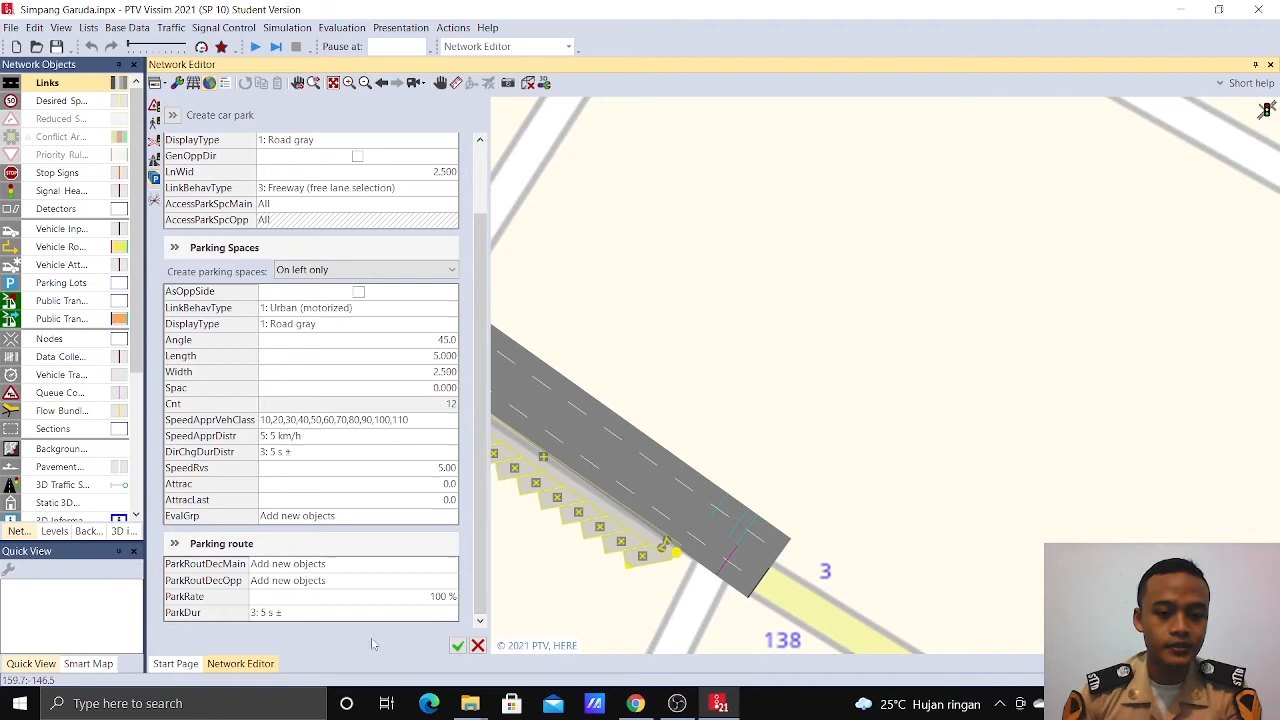 Simpang Garuda.inpx - PTV Vissim 2021 (SP 10) Student Version
File Edit View Lists Base Data Traffic Signal Control Simulation Evaluation Presentation Test Scripts Actions Help
Pause at: Network Editor
Network Objects
Network Editor
Links
Desired Sp...
Reduced S...
Conflict Ar...
Priority Rul...
Stop Signs
Signal Hea...
Detectors
Vehicle Inp...
Vehicle Ro...
Vehicle Att...
Parking Lots
Public Tran...
Public Tran...
Nodes
Data Colle...
Vehicle Tra...
Queue Co...
Flow Bundl...
Sections
Backgroun...
Pavement...
3D Traffic S...
Static 3D...
3D Informa
Net... Levels Back... 3D i...
Quick View
Quick View Smart Map
Short help
Create car park
DisplayType 1: Road gray
GenOppDir
LnWid 2.500
LinkBehavType 3: Freeway (free lane selection)
AccessParkSpcMain All
AccessParkSpcOpp All
Parking Spaces
Create parking spaces: On left only
AsOppSide
LinkBehavType 1: Urban (motorized)
DisplayType 1: Road gray
Angle 45.0
Length 5.000
Width 2.500
Spac 0.000
Cnt 12
SpeedApprVehClass 10,20,30,40,50,60,70,80,90,100,110
SpeedApprDistr 5: 5 km/h
DirChgDurDistr 3: 5 s ±
SpeedRvs 5.00
Attrac 0.0
AttracLast 0.0
EvalGrp Add new objects
Parking route
ParkRoutDecMain Add new objects
ParkRoutDecOpp Add new objects
ParkRate 100 %
ParkDur 3: 5 s ±
3
138
© 2021 PTV, HERE
Start Page Network Editor
159.7:-146.5
Type here to search
25°C Hujan ringan